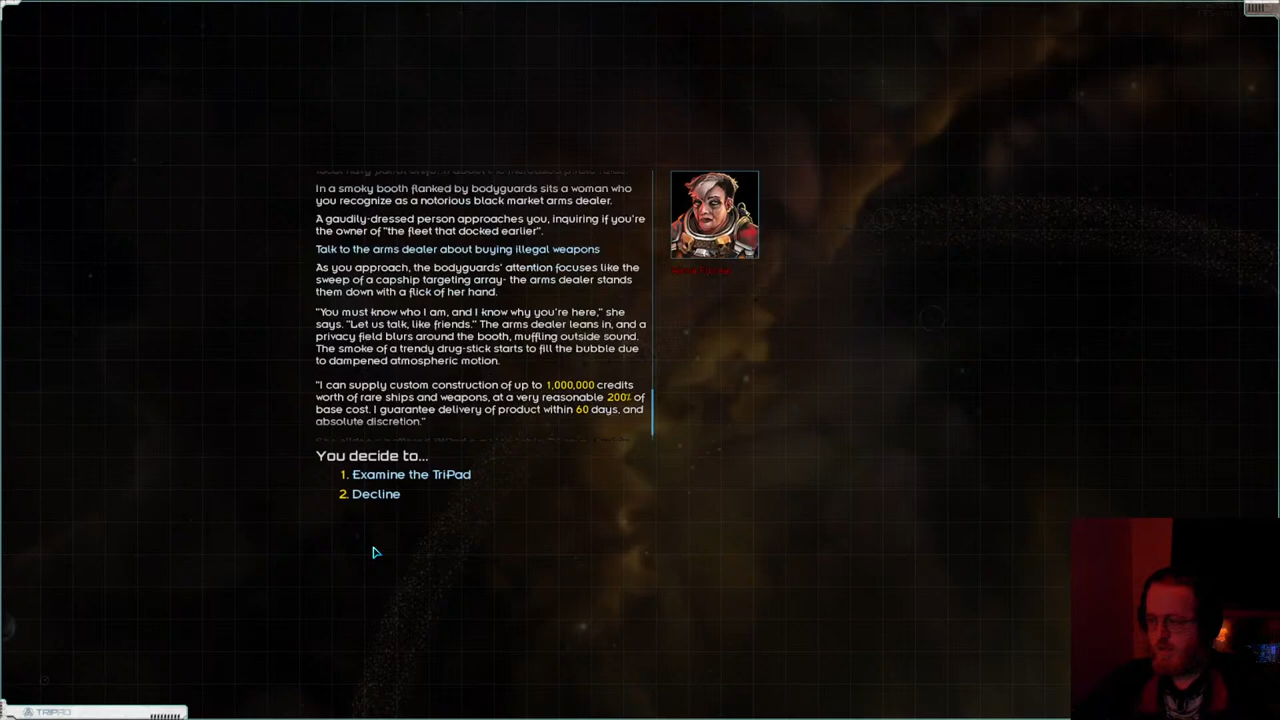 In a smoky booth flanked by bodyguards sits a woman who
you recognize as a notorious black market arms dealer.
A gaudily-dressed person approaches you, inquiring if you're
the owner of "the fleet that docked earlier".
Talk to the arms dealer about buying illegal weapons
As you approach, the bodyguards' attention focuses like the
sweep of a capship targeting array- the arms dealer stands
them down with a flick of her hand.
"You must know who I am, and I know why you're here," she
says. "Let us talk, like friends." The arms dealer leans in, and a
privacy field blurs around the booth, muffling outside sound.
The smoke of a trendy drug-stick starts to fill the bubble due
to dampened atmospheric motion.
"I can supply custom construction of up to 1,000,000 credits
worth of rare ships and weapons, at a very reasonable 200% of
base cost. I guarantee delivery of product within 60 days, and
absolute discretion."
You decide to...
1. Examine the TriPad
2. Decline
TRIPAD